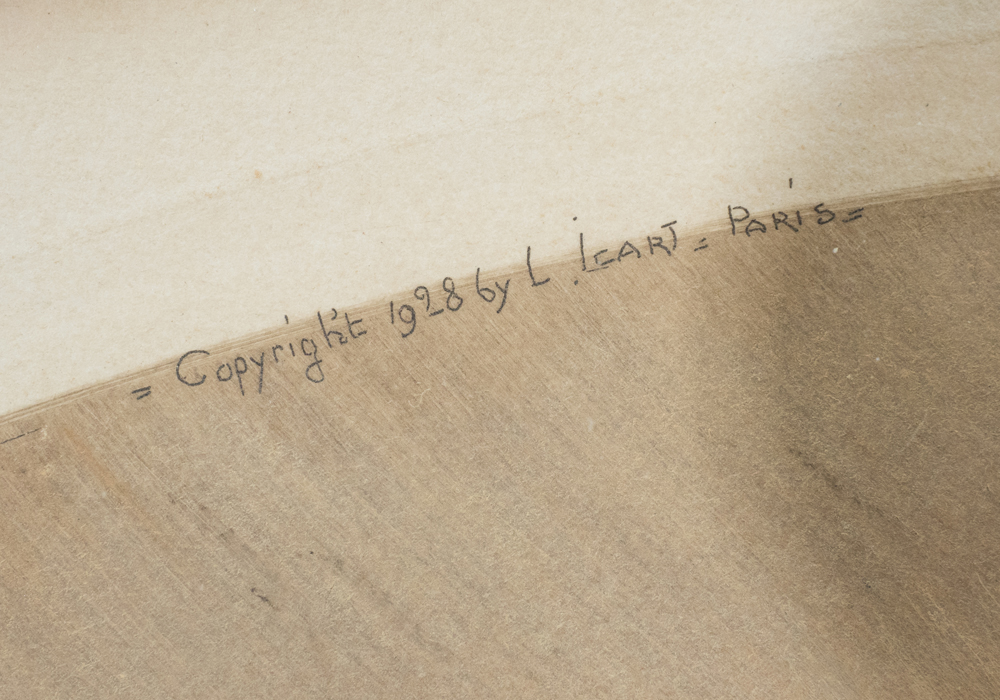 = Copyright 1928 by L. Icart = Paris =